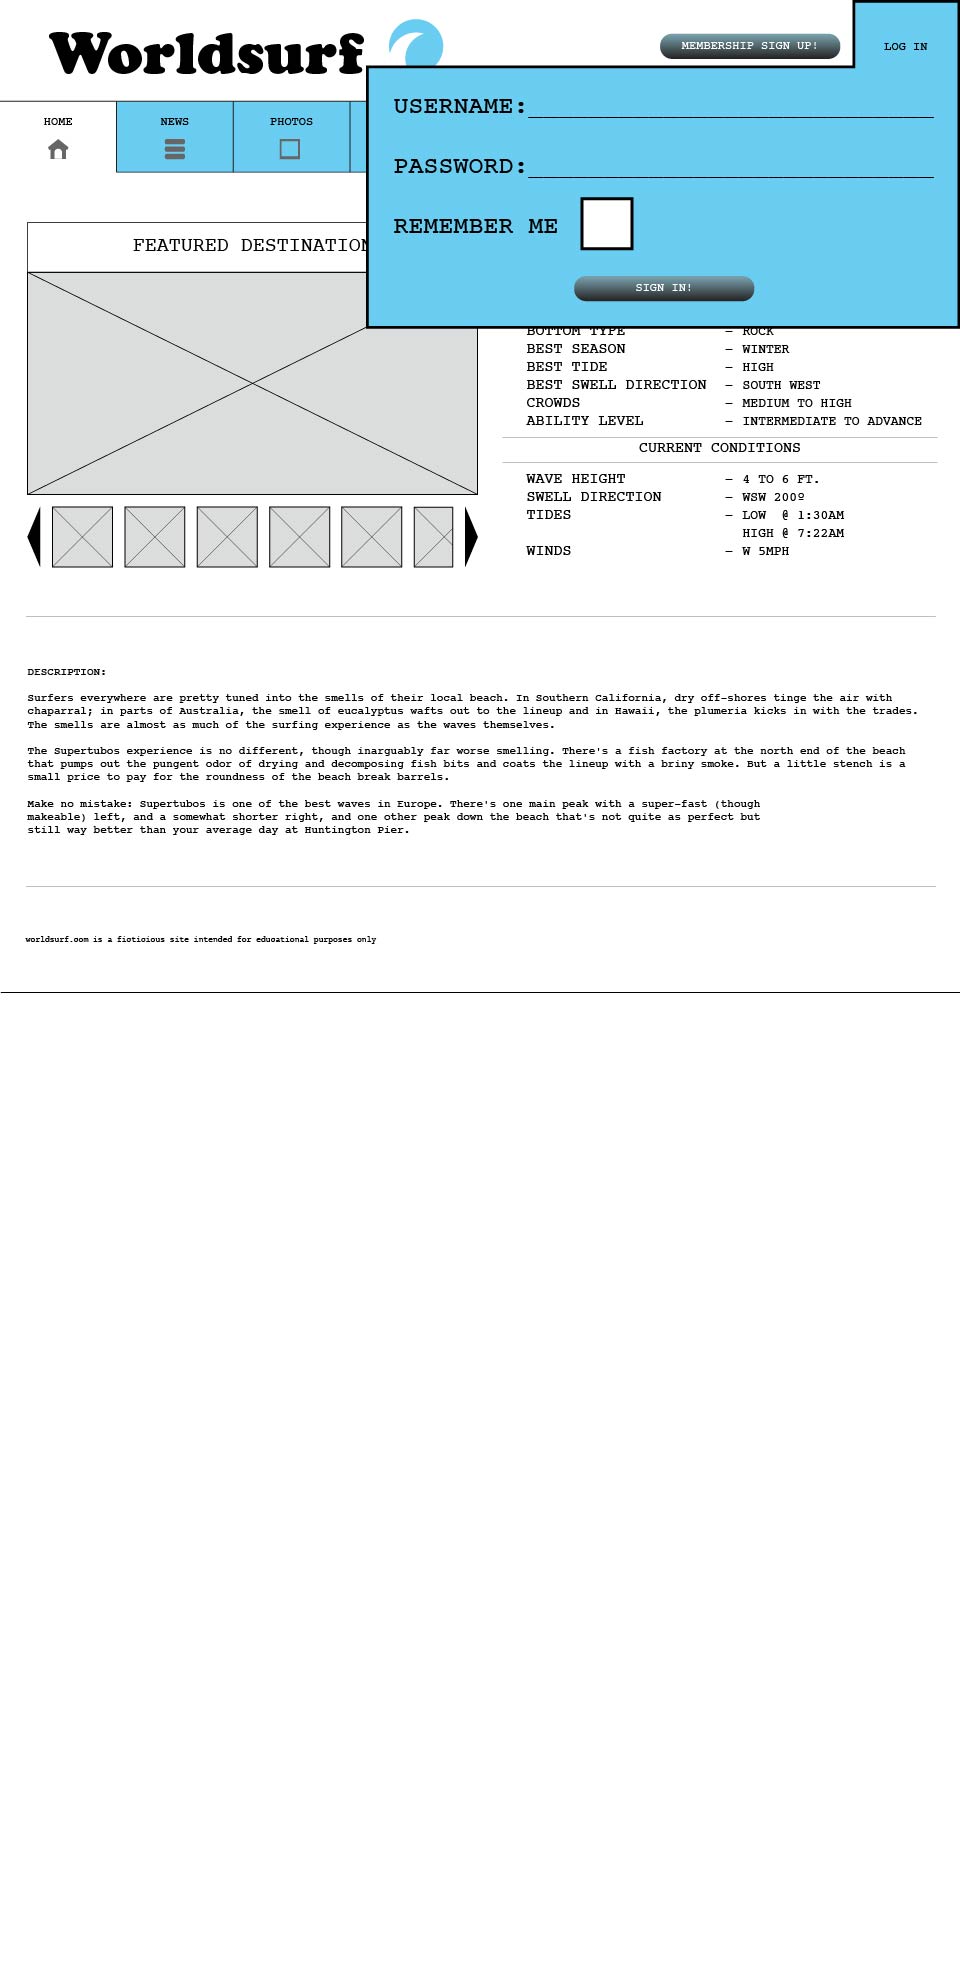 Worldsurf
MEMBERSHIP SIGN UP!
LOG IN
HOME
NEWS
PHOTOS
USERNAME:
PASSWORD:
REMEMBER ME
SIGN IN!
FEATURED DESTINATION
BOTTOM TYPE – ROCK
BEST SEASON – WINTER
BEST TIDE – HIGH
BEST SWELL DIRECTION – SOUTH WEST
CROWDS – MEDIUM TO HIGH
ABILITY LEVEL – INTERMEDIATE TO ADVANCE
CURRENT CONDITIONS
WAVE HEIGHT – 4 TO 6 FT.
SWELL DIRECTION – WSW 200º
TIDES – LOW @ 1:30AM
HIGH @ 7:22AM
WINDS – W 5MPH
DESCRIPTION:
Surfers everywhere are pretty tuned into the smells of their local beach. In Southern California, dry off-shores tinge the air with
chaparral; in parts of Australia, the smell of eucalyptus wafts out to the lineup and in Hawaii, the plumeria kicks in with the trades.
The smells are almost as much of the surfing experience as the waves themselves.
The Supertubos experience is no different, though inarguably far worse smelling. There's a fish factory at the north end of the beach
that pumps out the pungent odor of drying and decomposing fish bits and coats the lineup with a briny smoke. But a little stench is a
small price to pay for the roundness of the beach break barrels.
Make no mistake: Supertubos is one of the best waves in Europe. There's one main peak with a super-fast (though
makeable) left, and a somewhat shorter right, and one other peak down the beach that's not quite as perfect but
still way better than your average day at Huntington Pier.
worldsurf.com is a ficticious site intended for educational purposes only